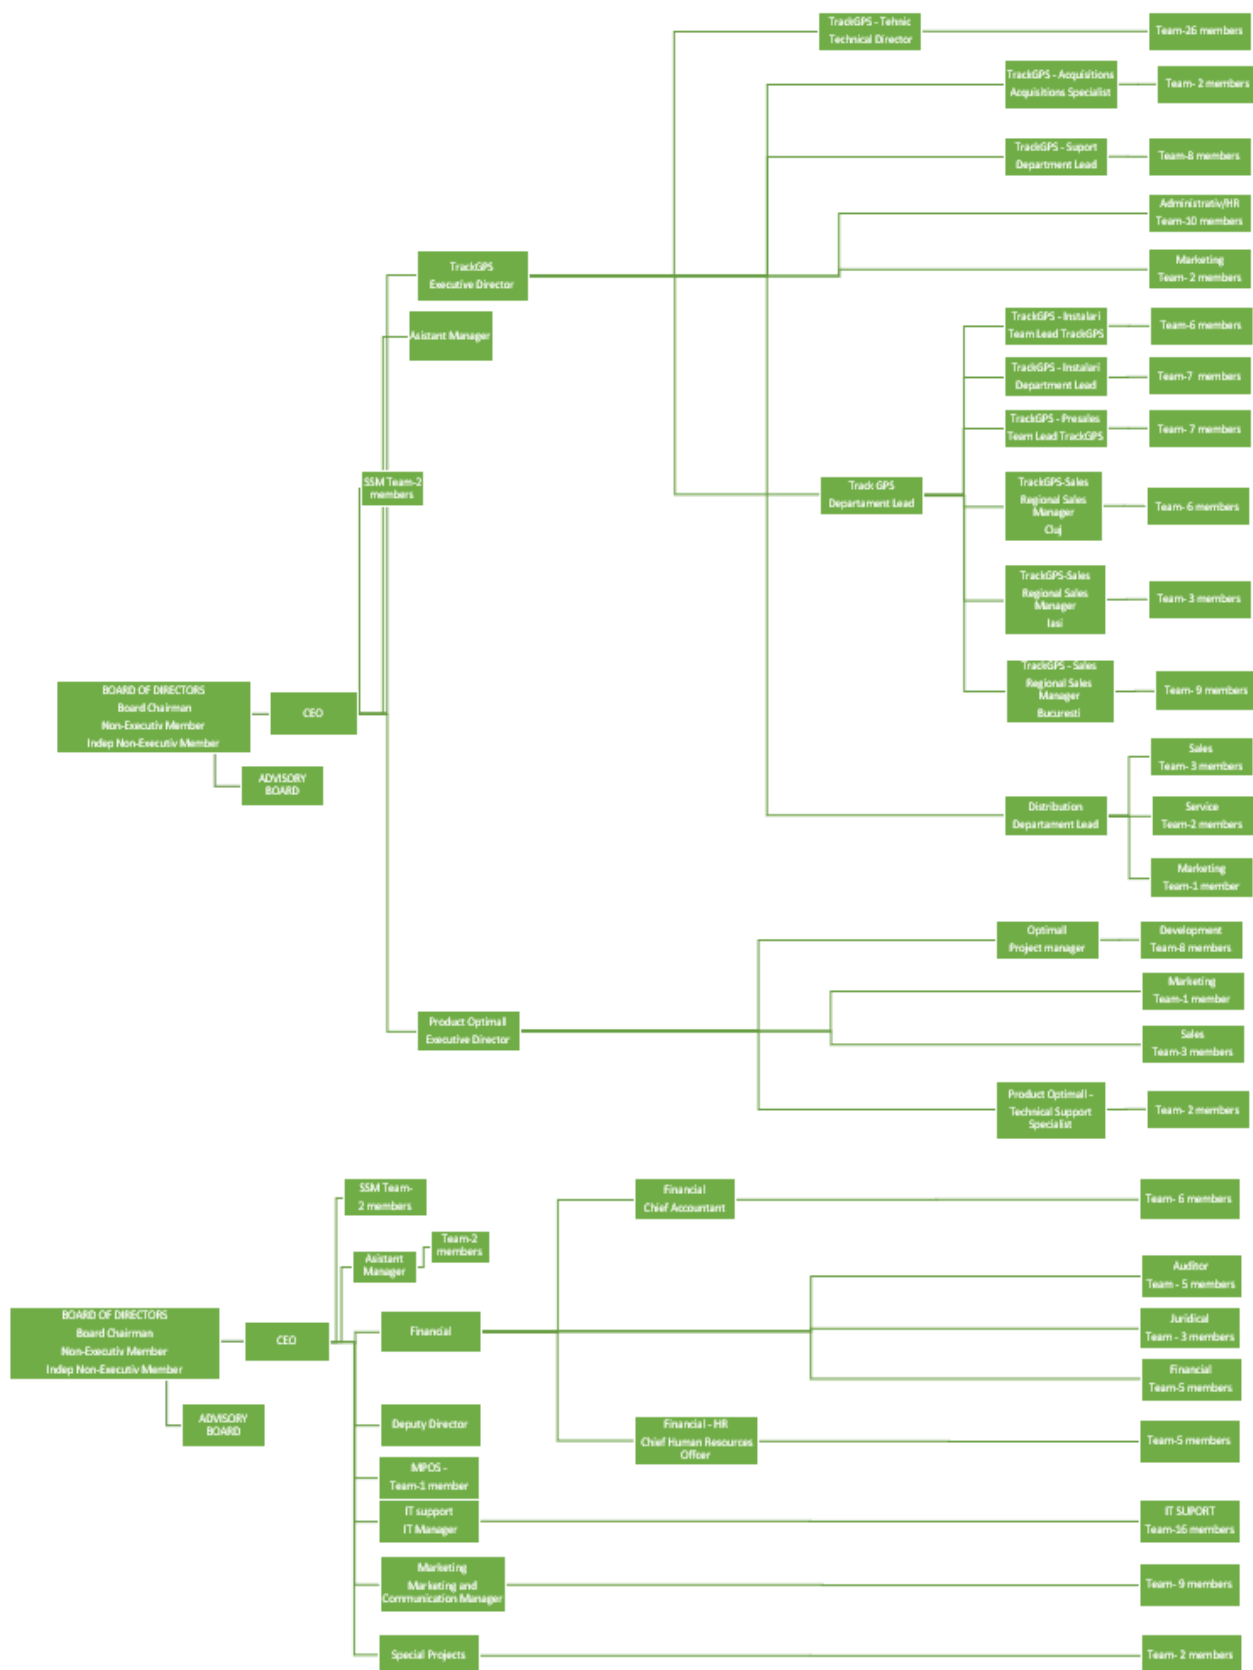 TrackGPS - Tehnic
Technical Director
Team-26 members
TrackGPS - Acquisitions
Acquisitions Specialist
Team- 2 members
TrackGPS - Suport
Department Lead
Team-8 members
Administrativ/HR
Team-10 members
TrackGPS
Executive Director
Marketing
Team- 2 members
Asistant Manager
TrackGPS - Instalari
Team Lead TrackGPS
Team-6 members
TrackGPS - Instalari
Department Lead
Team-7 members
TrackGPS - Presales
Team Lead TrackGPS
Team- 7 members
SSM Team-2
members
Track GPS
Departament Lead
TrackGPS-Sales
Regional Sales
Manager
Cluj
Team- 6 members
TrackGPS-Sales
Regional Sales
Manager
Iasi
Team- 3 members
TrackGPS - Sales
Regional Sales
Manager
Bucuresti
Team- 9 members
BOARD OF DIRECTORS
Board Chairman
Non-Executiv Member
Indep Non-Executiv Member
CEO
ADVISORY
BOARD
Sales
Team- 3 members
Distribution
Departament Lead
Service
Team-2 members
Marketing
Team-1 member
Optimall
Project manager
Development
Team-8 members
Marketing
Team-1 member
Product Optimall
Executive Director
Sales
Team-3 members
Product Optimall -
Technical Support
Specialist
Team- 2 members
SSM Team-
2 members
Financial
Chief Accountant
Team- 6 members
Asistant
Manager
Team-2
members
Auditor
Team - 5 members
BOARD OF DIRECTORS
Board Chairman
Non-Executiv Member
Indep Non-Executiv Member
CEO
Financial
Juridical
Team - 3 members
Financial
Team-5 members
ADVISORY
BOARD
Deputy Director
Financial - HR
Chief Human Resources
Offcer
Team-5 members
IMPOS -
Team-1 member
IT support
IT Manager
IT SUPORT
Team-16 members
Marketing
Marketing and
Communication Manager
Team- 9 members
Special Projects
Team- 2 members